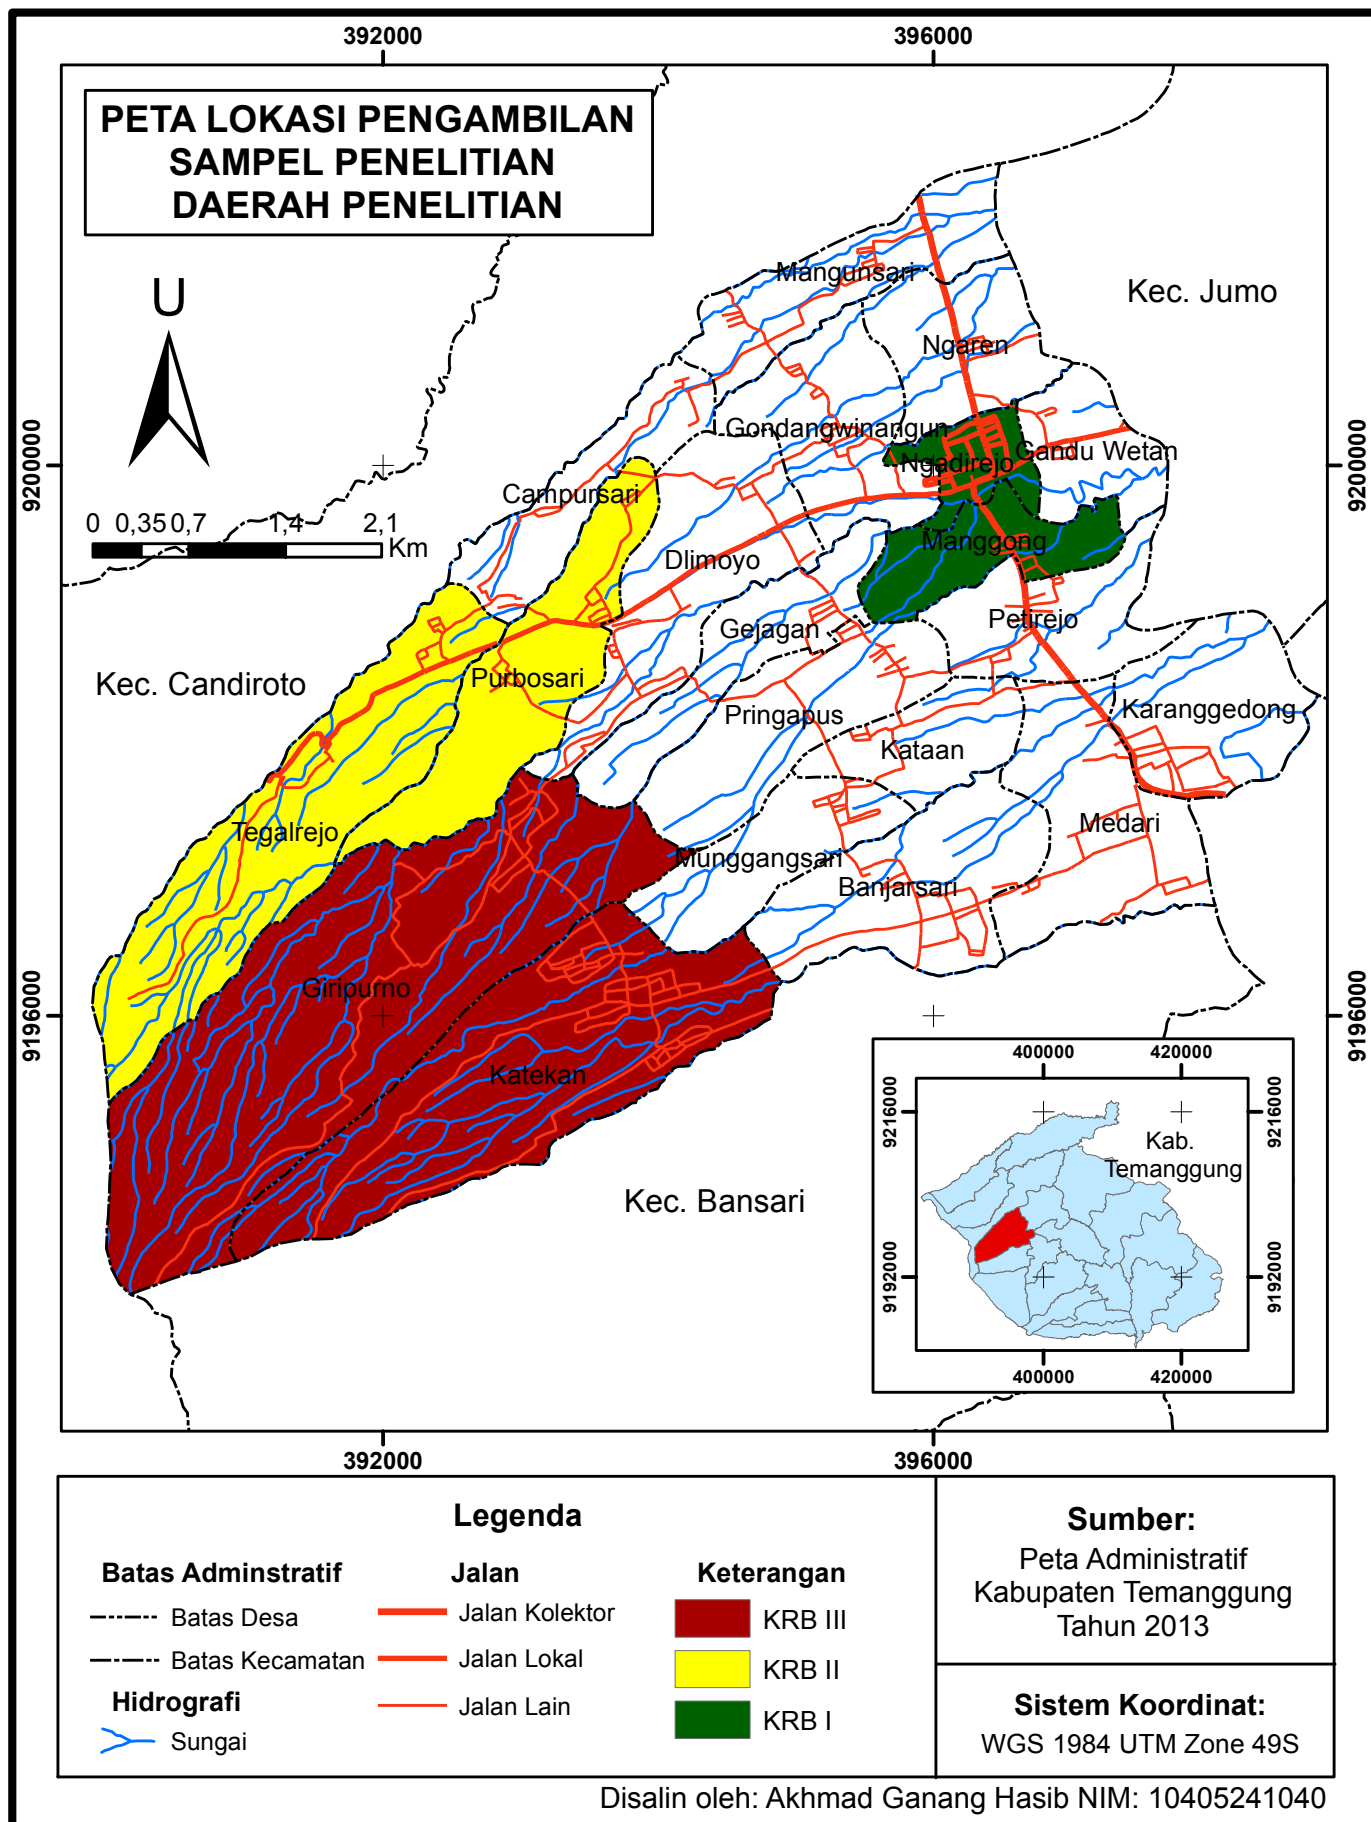 392000
396000
PETA LOKASI PENGAMBILAN
SAMPEL PENELITIAN
DAERAH PENELITIAN
U
Kec. Jumo
Mangunsari
Ngaren
Gondangwinangun
Gandu Wetan
Ngadirejo
9200000
9200000
Campursari
0 0,35 0,7 1,4 2,1
Km
Manggong
Dlimoyo
Petirejo
Gejagan
Kec. Candiroto
Purbosari
Pringapus
Karanggedong
Kataan
Tegalrejo
Medari
Munggangsari
Banjarsari
Giripurno
9196000
9196000
Katekan
Kec. Bansari
400000
420000
9216000
9216000
Kab.
Temanggung
9192000
9192000
400000
420000
392000
396000
Legenda
Batas Adminstratif
Batas Desa
Batas Kecamatan
Hidrografi
Sungai
Jalan
Jalan Kolektor
Jalan Lokal
Jalan Lain
Keterangan
KRB III
KRB II
KRB I
Sumber:
Peta Administratif
Kabupaten Temanggung
Tahun 2013
Sistem Koordinat:
WGS 1984 UTM Zone 49S
Disalin oleh: Akhmad Ganang Hasib NIM: 10405241040